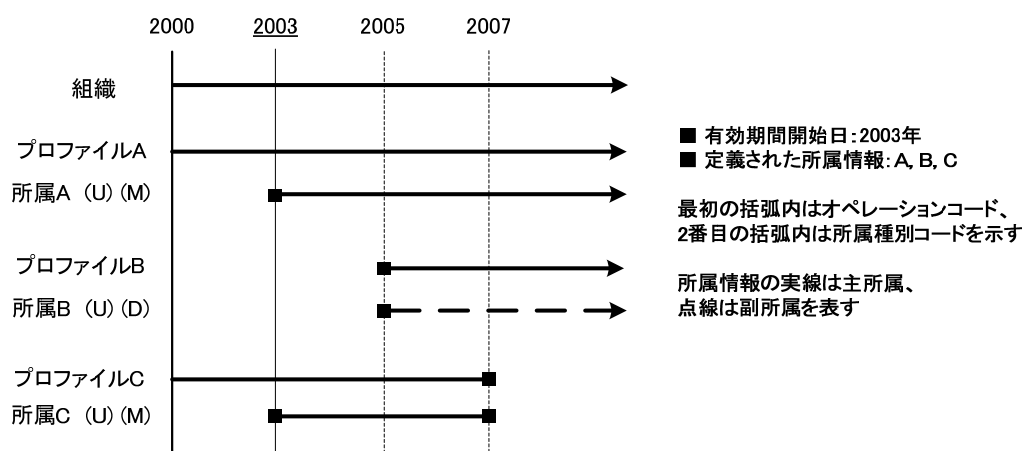 2000 2003 2005 2007
組織
プロファイルA
所属A (U) (M)
プロファイルB
所属B (U) (D)
プロファイルC
所属C (U) (M)
■ 有効期間開始日:2003年
■ 定義された所属情報:A, B, C
最初の括弧内はオペレーションコード、
2番目の括弧内は所属種別コードを示す
所属情報の実線は主所属、
点線は副所属を表す